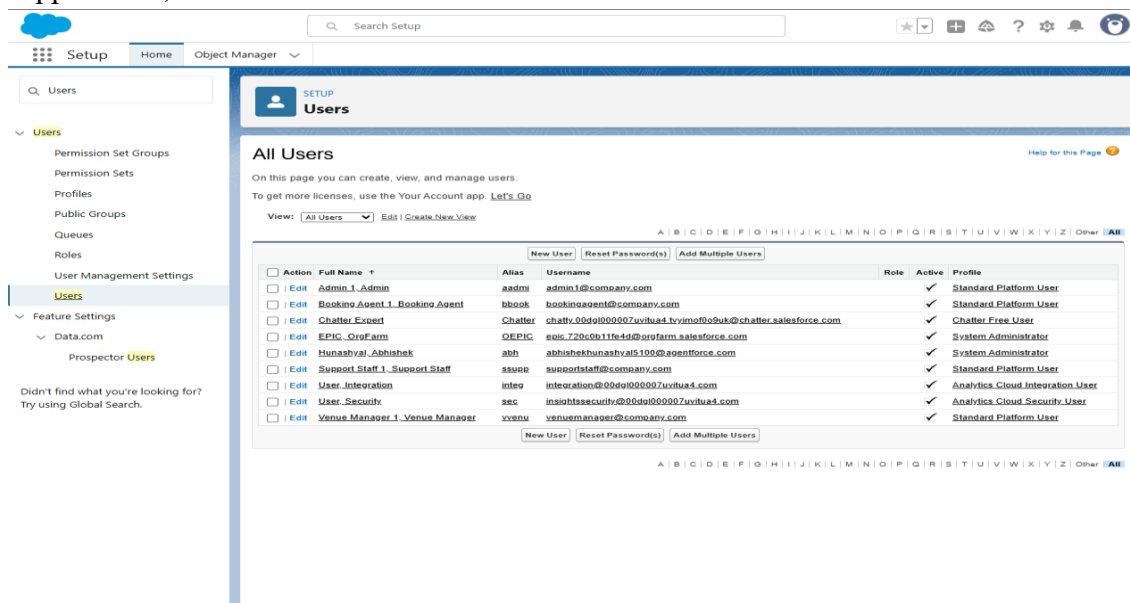 Search Setup
Setup
Home
Object Manager
Users
SETUP
Users
Users
Permission Set Groups
Permission Sets
Profiles
Public Groups
Queues
Roles
User Management Settings
Users
Feature Settings
Data.com
Prospector Users
Didn't find what you're looking for?
Try using Global Search.
All Users
Help for this Page ?
On this page you can create, view, and manage users.
To get more licenses, use the Your Account app. Let's Go
View: All Users Edit | Create New View
A | B | C | D | E | F | G | H | I | J | K | L | M | N | O | P | Q | R | S | T | U | V | W | X | Y | Z | Other All
New User Reset Password(s) Add Multiple Users
Action Full Name ↑ Alias Username Role Active Profile
| Edit Admin 1, Admin aadmi admin1@company.com ✓ Standard Platform User
| Edit Booking Agent 1, Booking Agent bbook bookingagent@company.com ✓ Standard Platform User
| Edit Chatter Expert Chatter chatty.00dgl000007uvitua4.tvyimof0o9uk@chatter.salesforce.com ✓ Chatter Free User
| Edit EPIC, OrgFarm OEPIC epic.720c0b11fe4d@orgfarm.salesforce.com ✓ System Administrator
| Edit Hunashyal, Abhishek abh abhishekhunashyal5100@agentforce.com ✓ System Administrator
| Edit Support Staff 1, Support Staff ssupp supportstaff@company.com ✓ Standard Platform User
| Edit User, Integration integ integration@00dgl000007uvitua4.com ✓ Analytics Cloud Integration User
| Edit User, Security sec insightssecurity@00dgl000007uvitua4.com ✓ Analytics Cloud Security User
| Edit Venue Manager 1, Venue Manager vvenu venuemanager@company.com ✓ Standard Platform User
New User Reset Password(s) Add Multiple Users
A | B | C | D | E | F | G | H | I | J | K | L | M | N | O | P | Q | R | S | T | U | V | W | X | Y | Z | Other All